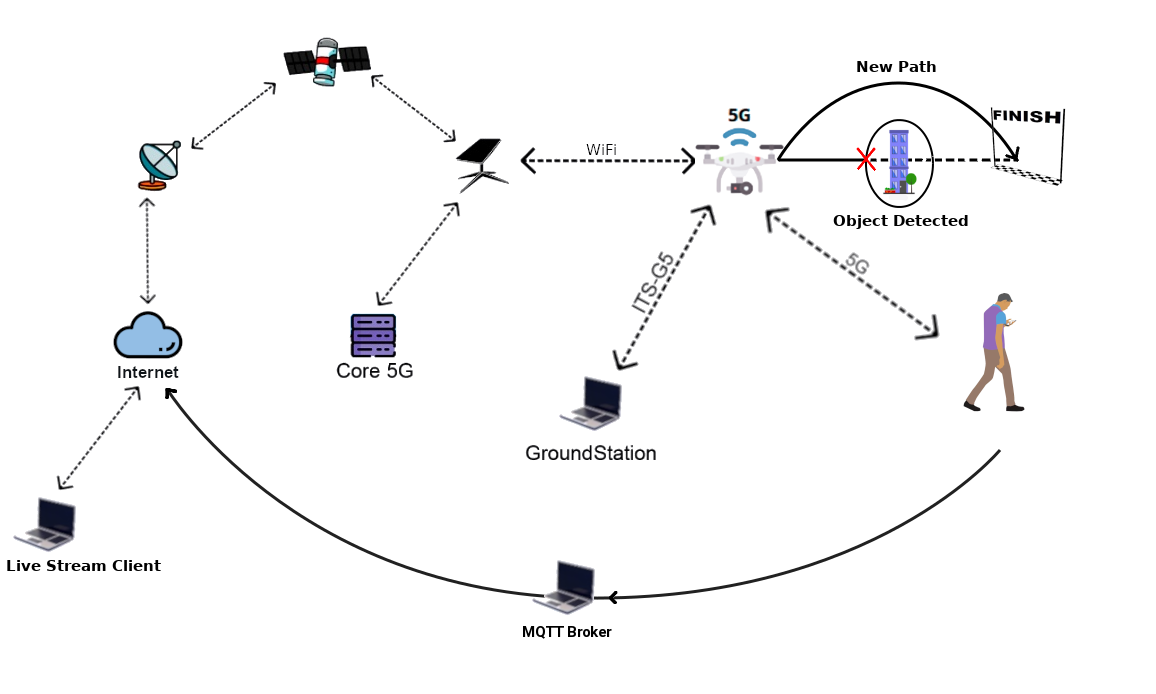 New Path
5G
FINISH
WiFi
Object Detected
ITS-G5
5G
Core 5G
Internet
GroundStation
Live Stream Client
MQTT Broker